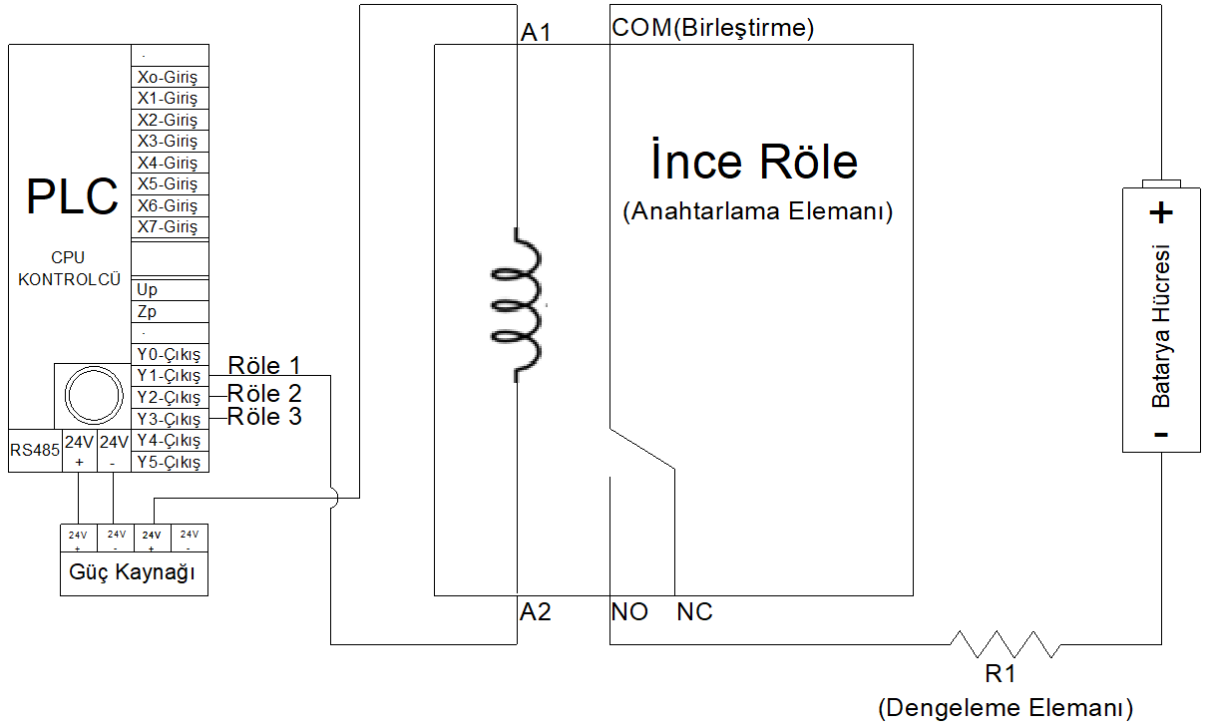 A1
COM(Birleştirme)
.
Xo-Giriş
X1-Giriş
X2-Giriş
X3-Giriş
X4-Giriş
X5-Giriş
X6-Giriş
X7-Giriş
PLC
CPU
KONTROLCÜ
Up
Zp
.
Y0-Çıkış
Y1-Çıkış
Y2-Çıkış
Y3-Çıkış
Y4-Çıkış
Y5-Çıkış
Röle 1
Röle 2
Röle 3
RS485
24V
+
24V
-
24V
+
24V
-
24V
+
24V
-
Güç Kaynağı
İnce Röle
(Anahtarlama Elemanı)
+
Batarya Hücresi
-
A2
NO
NC
R1
(Dengeleme Elemanı)